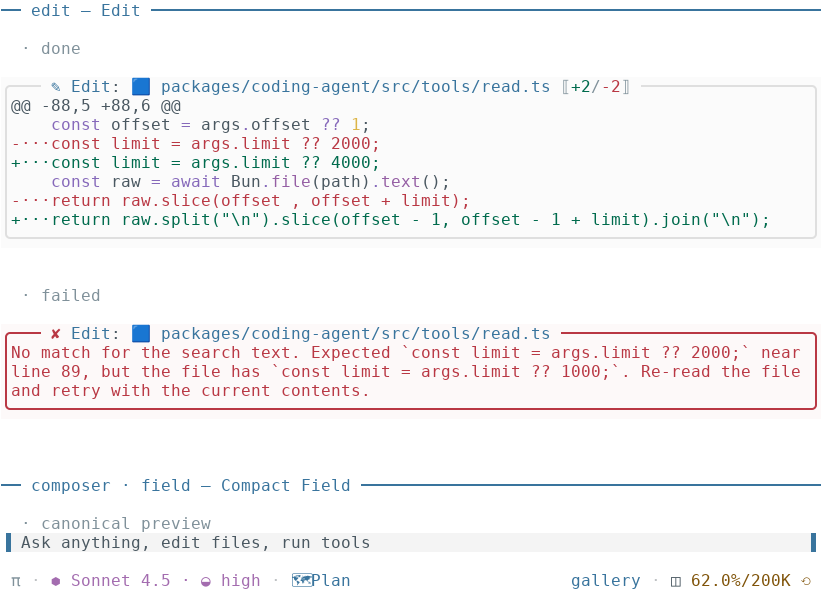 edit — Edit
· done
✎ Edit: 🟦 packages/coding-agent/src/tools/read.ts ⟦+2/-2⟧
@@ -88,5 +88,6 @@
    const offset = args.offset ?? 1;
-···const limit = args.limit ?? 2000;
+···const limit = args.limit ?? 4000;
    const raw = await Bun.file(path).text();
-···return raw.slice(offset , offset + limit);
+···return raw.split("\n").slice(offset - 1, offset - 1 + limit).join("\n");
· failed
✘ Edit: 🟦 packages/coding-agent/src/tools/read.ts
No match for the search text. Expected `const limit = args.limit ?? 2000;` near
line 89, but the file has `const limit = args.limit ?? 1000;`. Re-read the file
and retry with the current contents.
composer · field — Compact Field
· canonical preview
Ask anything, edit files, run tools
π · ⬢ Sonnet 4.5 · ◒ high · 🗺Plan gallery · ◫ 62.0%/200K ⟲